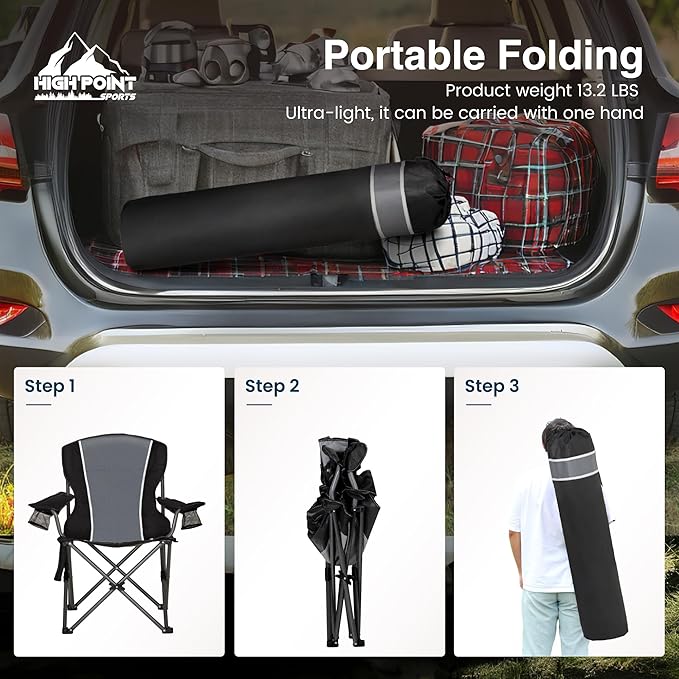 HIGH POINT
SPORTS
Portable Folding
Product weight 13.2 LBS
Ultra-light, it can be carried with one hand
Step 1
Step 2
Step 3